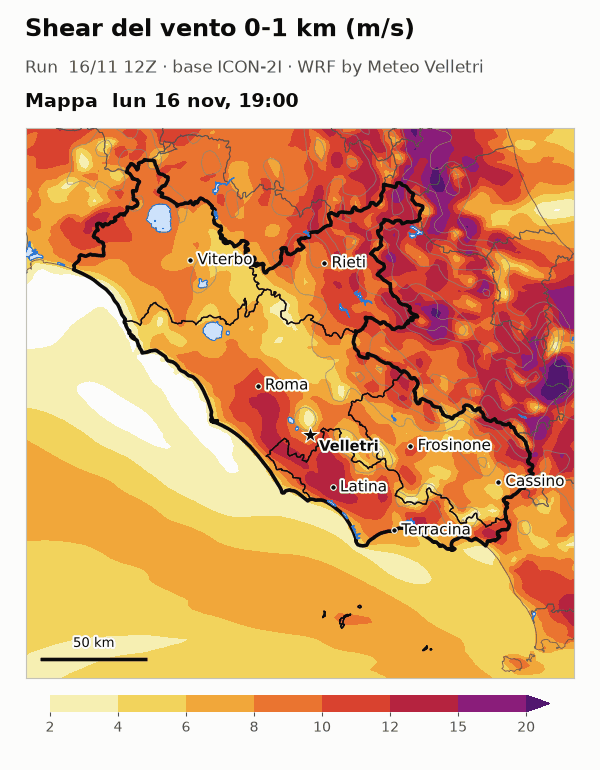 Shear del vento 0-1 km (m/s)
Run 16/11 12Z · base ICON-2I · WRF by Meteo Velletri
Mappa lun 16 nov, 19:00
Viterbo
Rieti
Roma
Velletri
Frosinone
Latina
Cassino
Terracina
50 km
2 4 6 8 10 12 15 20